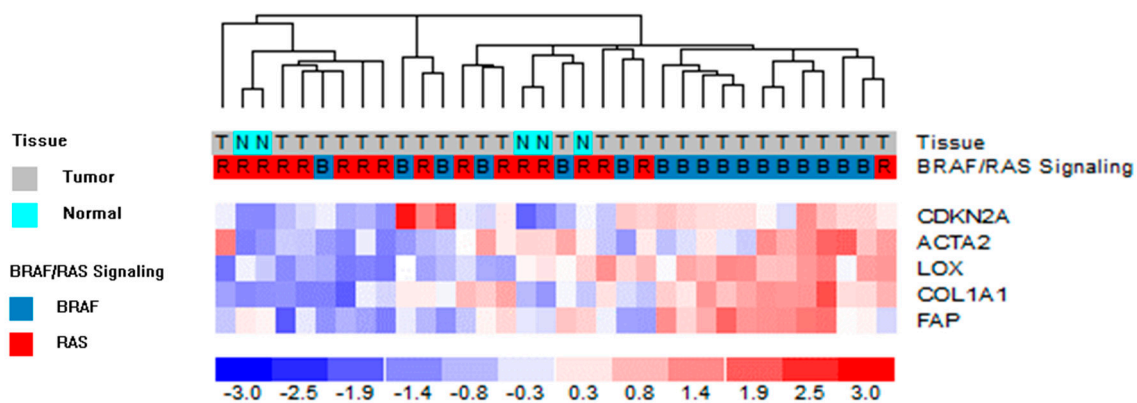 T N N T T T T T T T T T T T T N N T N T T T T T T T T T T T T T T T Tissue
R R R R R B R R R B R B R B R R R B R R B R B B B B B B B B B B B R BRAF/RAS Signaling
Tissue
Tumor
Normal
BRAF/RAS Signaling
BRAF
RAS
CDKN2A
ACTA2
LOX
COL1A1
FAP
-3.0 -2.5 -1.9 -1.4 -0.8 -0.3 0.3 0.8 1.4 1.9 2.5 3.0